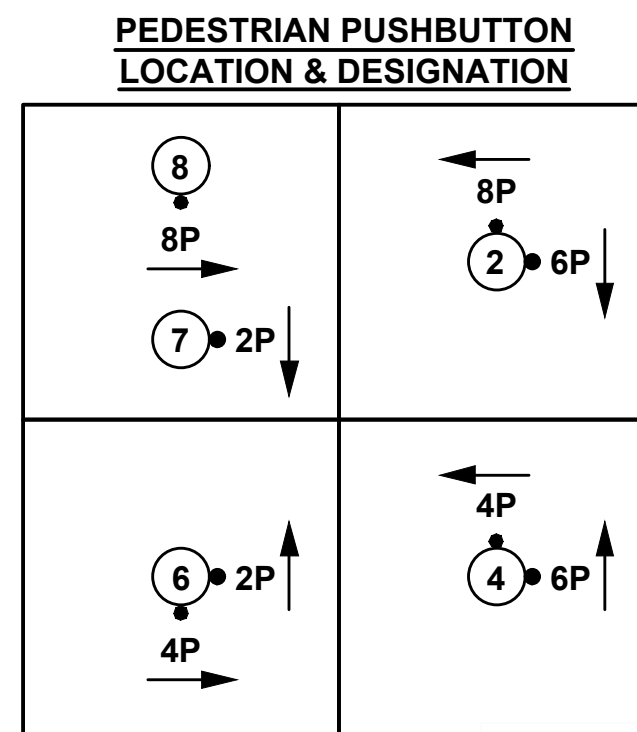 PEDESTRIAN PUSHBUTTON
LOCATION & DESIGNATION
8
8P
7
2P
8P
2
6P
6
2P
4P
4P
4
6P